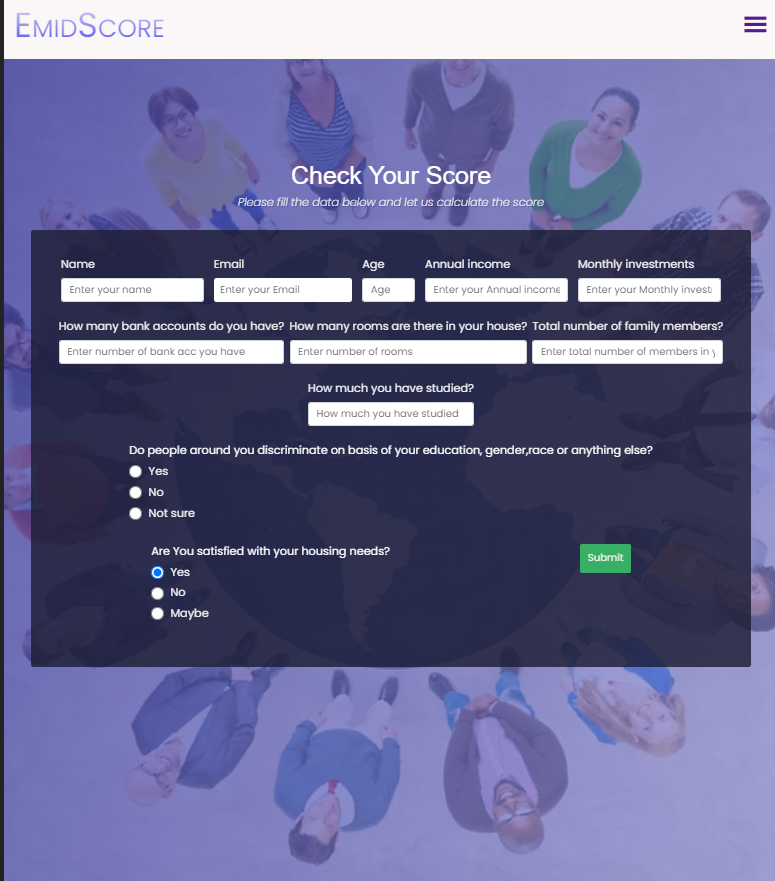 EmidScore
Check Your Score
Please fill the data below and let us calculate the score
Name Email Age Annual income Monthly investments
Enter your name Enter your Email Age Enter your Annual income Enter your Monthly invest
How many bank accounts do you have? How many rooms are there in your house? Total number of family members?
Enter number of bank acc you have Enter number of rooms Enter total number of members in y
How much you have studied?
How much you have studied
Do people around you discriminate on basis of your education, gender,race or anything else?
Yes
No
Not sure
Are You satisfied with your housing needs?
Submit
Yes
No
Maybe